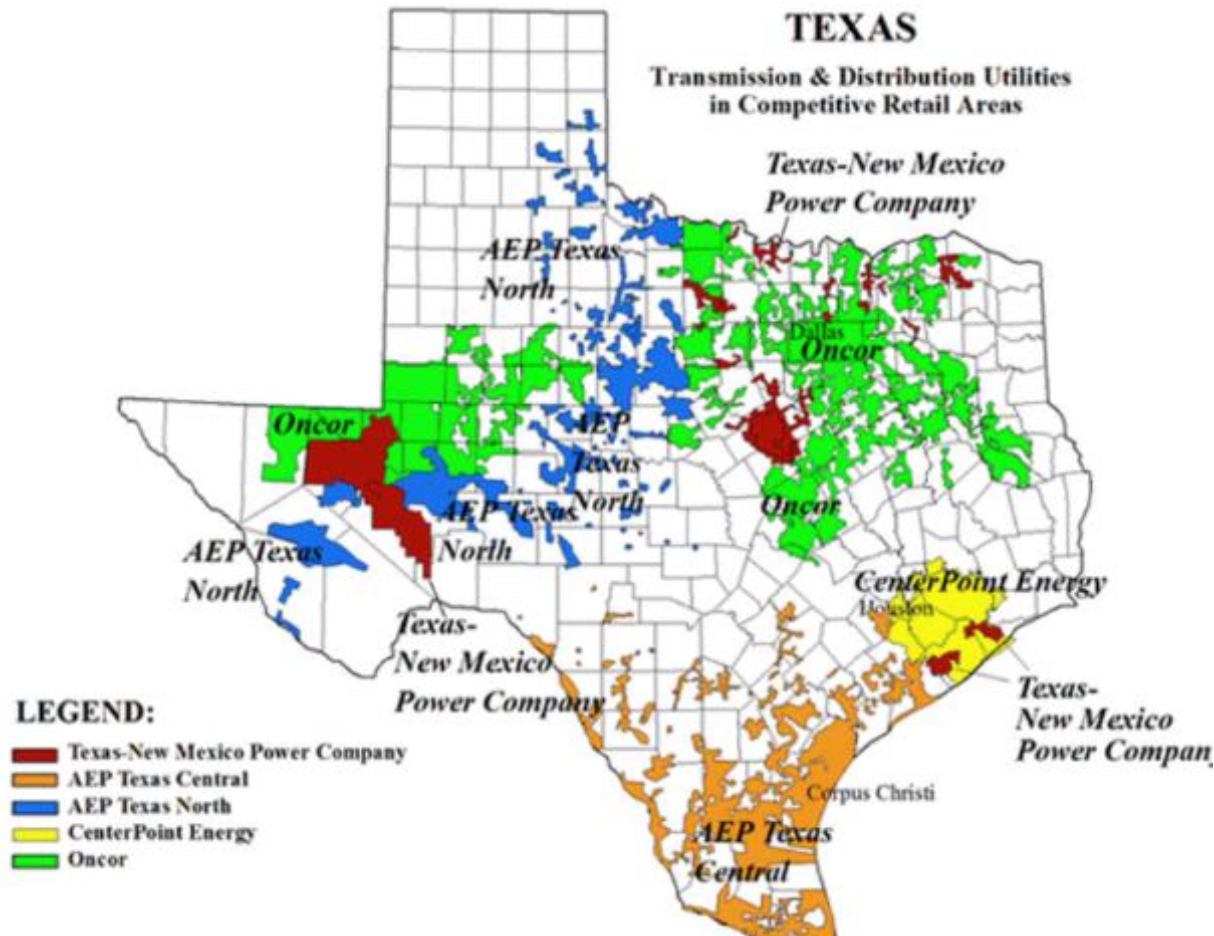 TEXAS
Transmission & Distribution Utilities
in Competitive Retail Areas
Texas-New Mexico
Power Company
AEP Texas
North
Dallas
Oncor
Oncor
AEP
Texas
North
Oncor
AEP Texas
North
AEP Texas
North
CenterPoint Energy
Houston
Texas-
New Mexico
Power Company
Texas-
New Mexico
Power Company
Corpus Christi
AEP Texas
Central
LEGEND:
Texas-New Mexico Power Company
AEP Texas Central
AEP Texas North
CenterPoint Energy
Oncor